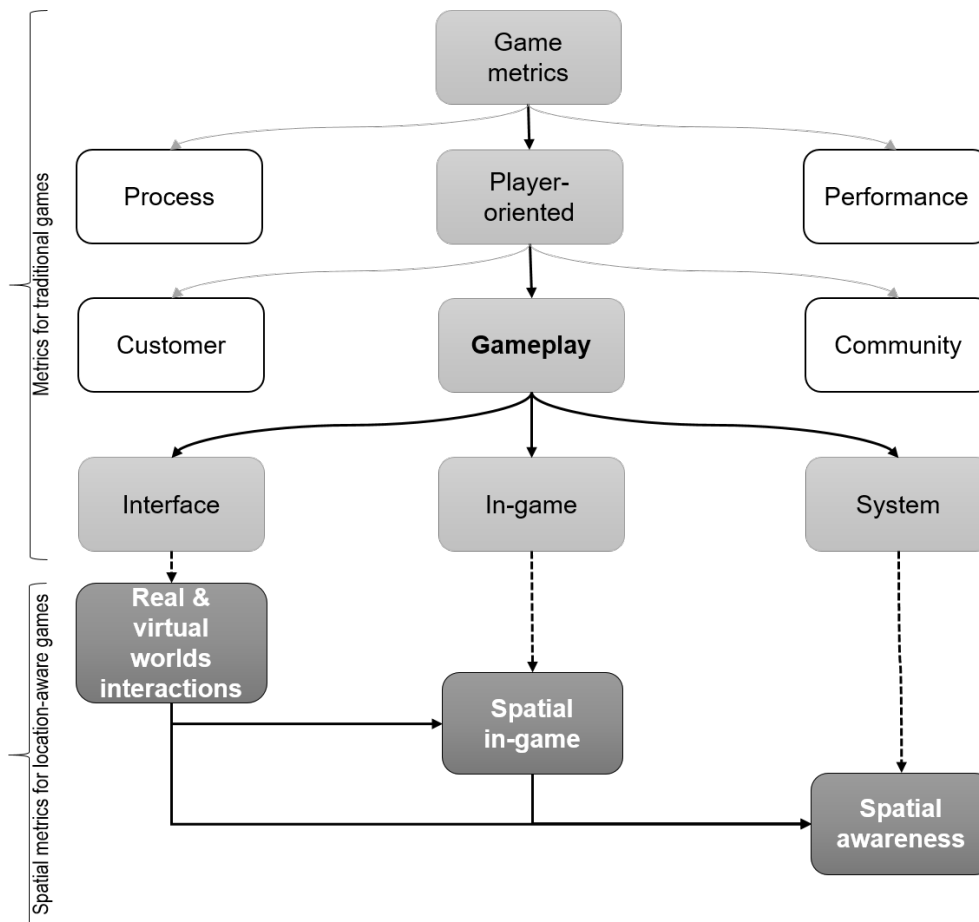 Game
metrics
Process
Player-
oriented
Performance
Customer
Gameplay
Community
Interface
In-game
System
Metrics for traditional games
Real &
virtual
worlds
interactions
Spatial
in-game
Spatial
awareness
Spatial metrics for location-aware games